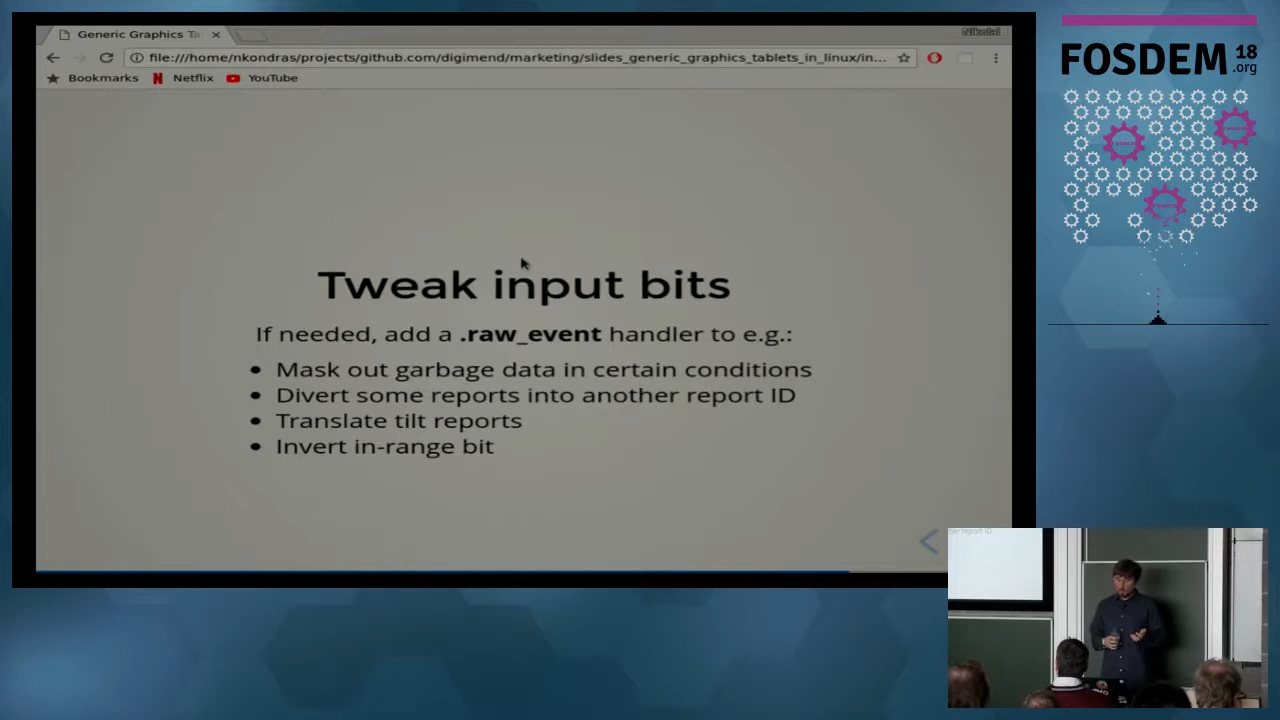 Generic Graphics Ta
Nikolai
file:///home/nkondras/projects/github.com/digimend/marketing/slides_generic_graphics_tablets_in_linux/in...
Bookmarks
Netflix
YouTube
Tweak input bits
If needed, add a .raw_event handler to e.g.:
• Mask out garbage data in certain conditions
• Divert some reports into another report ID
• Translate tilt reports
• Invert in-range bit
FOSDEM 18
.org